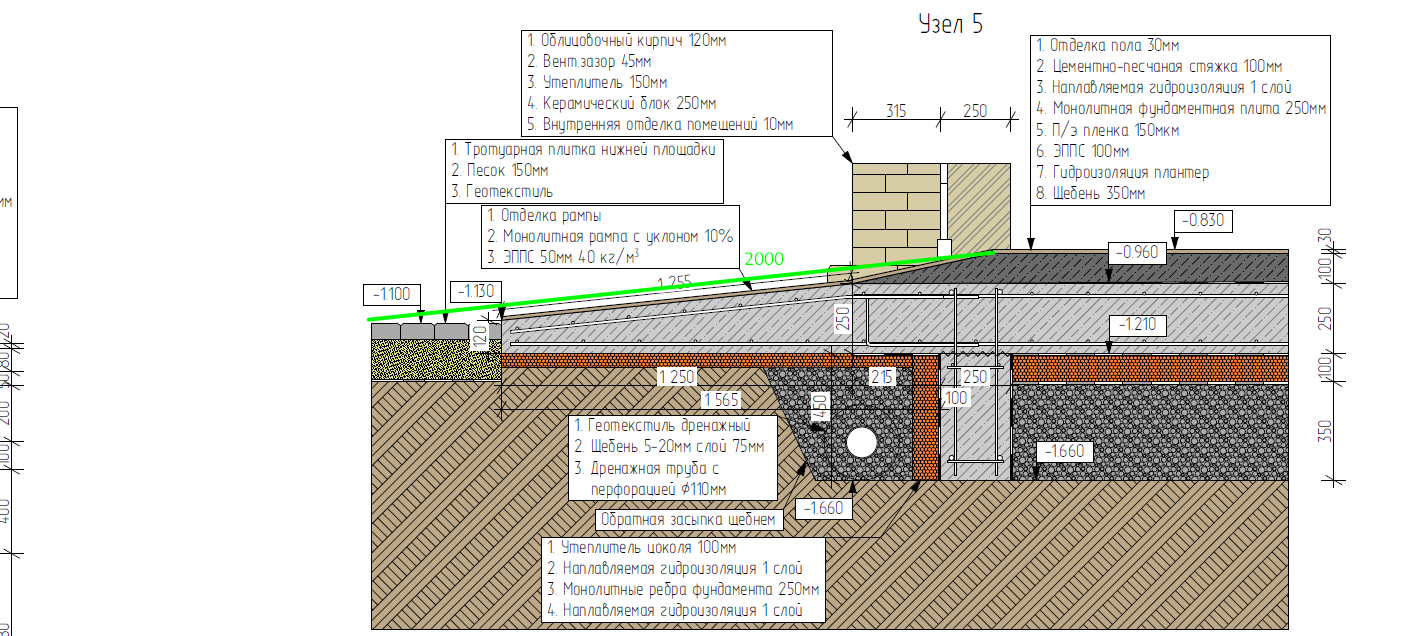 Узел 5
1. Облицовочный кирпич 120мм
2. Вент.зазор 45мм
3. Утеплитель 150мм
4. Керамический блок 250мм
5. Внутренняя отделка помещений 10мм
1. Отделка пола 30мм
2. Цементно-песчаная стяжка 100мм
3. Наплавляемая гидроизоляция 1 слой
4. Монолитная фундаментная плита 250мм
5. П/э пленка 150мкм
6. ЭППС 100мм
7. Гидроизоляция плантер
8. Щебень 350мм
315
250
1. Тротуарная плитка нижней площадки
2. Песок 150мм
3. Геотекстиль
мм
1. Отделка рампы
2. Монолитная рампа с уклоном 10%
3. ЭППС 50мм 40 кг/м³
-0.830
30
-0.960
2000
1 255
100
-1.100
-1.130
250
250
-1.210
120
120
1 250
215
250
100
1 565
100
450
200
350
1. Геотекстиль дренажный
2. Щебень 5-20мм слой 75мм
3. Дренажная труба с
перфорацией Ø110мм
-1.660
100
-1.660
400
Обратная засыпка щебнем
1. Утеплитель цоколя 100мм
2. Наплавляемая гидроизоляция 1 слой
3. Монолитные ребра фундамента 250мм
4. Наплавляемая гидроизоляция 1 слой